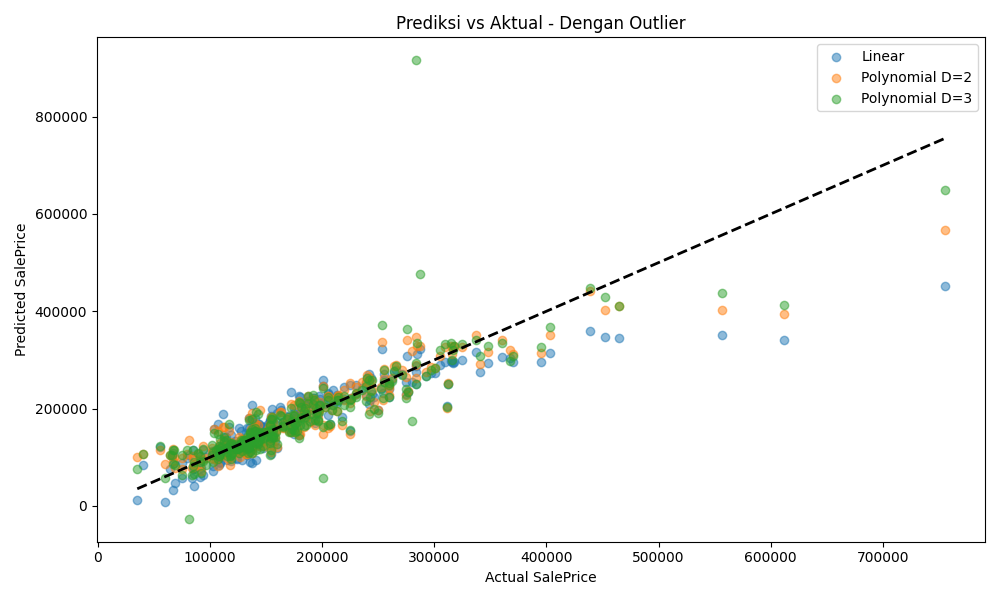 Prediksi vs Aktual - Dengan Outlier
Linear
Polynomial D=2
Polynomial D=3
Predicted SalePrice
800000
600000
400000
200000
0
0
100000
200000
300000
400000
500000
600000
700000
Actual SalePrice